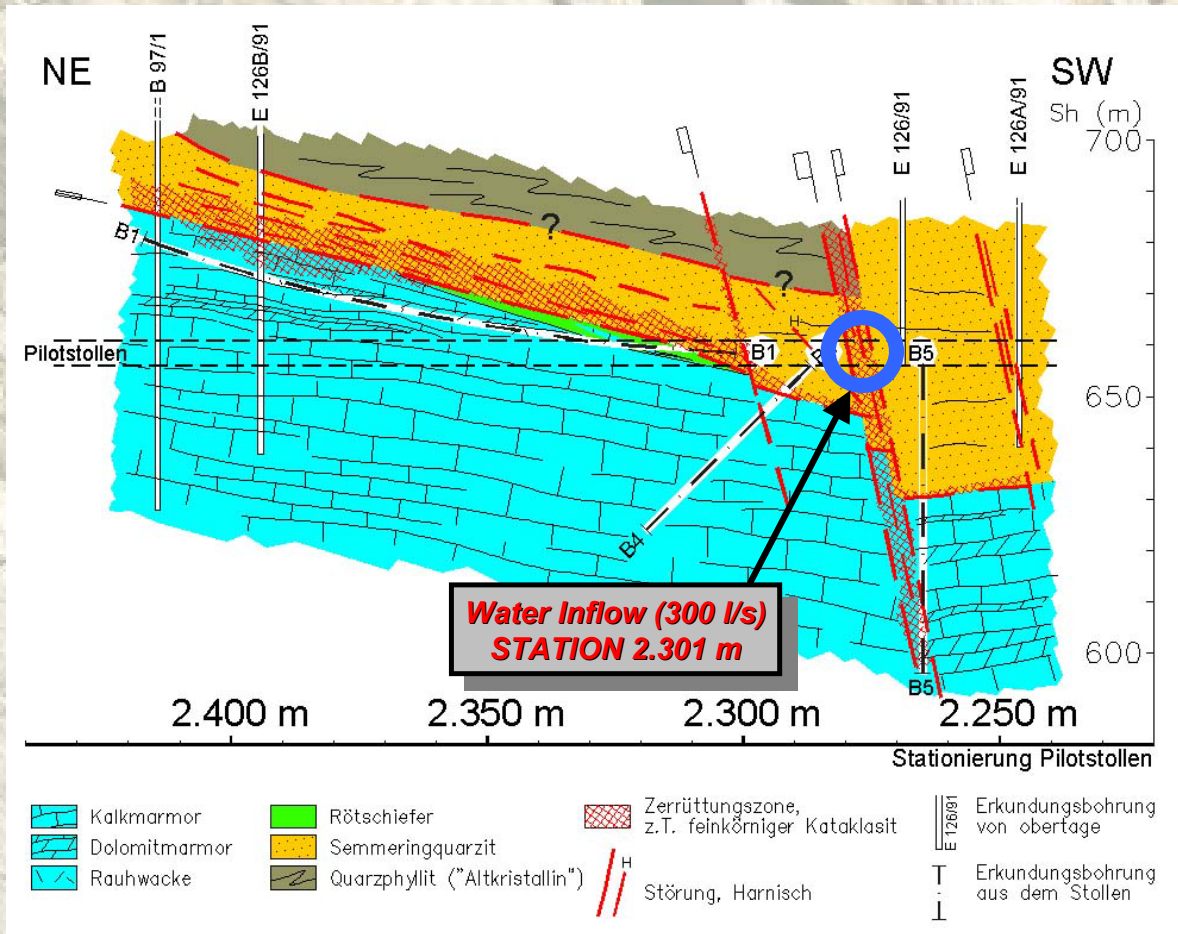 NE
B 97/1
E 126B/91
E 126/91
E 126A/91
SW
Sh (m)
700
650
600
B1
?
?
H
Pilotstollen
B1
B5
B4
B5
Water Inflow (300 l/s)
STATION 2.301 m
2.400 m
2.350 m
2.300 m
2.250 m
Stationierung Pilotstollen
Kalkmarmor
Dolomitmarmor
Rauhwacke
Rötschiefer
Semmeringquarzit
Quarzphyllit ("Altkristallin")
Zerrüttungszone,
z.T. feinkörniger Kataklasit
H
Störung, Harnisch
E 126/91
Erkundungsbohrung
von obertage
Erkundungsbohrung
aus dem Stollen